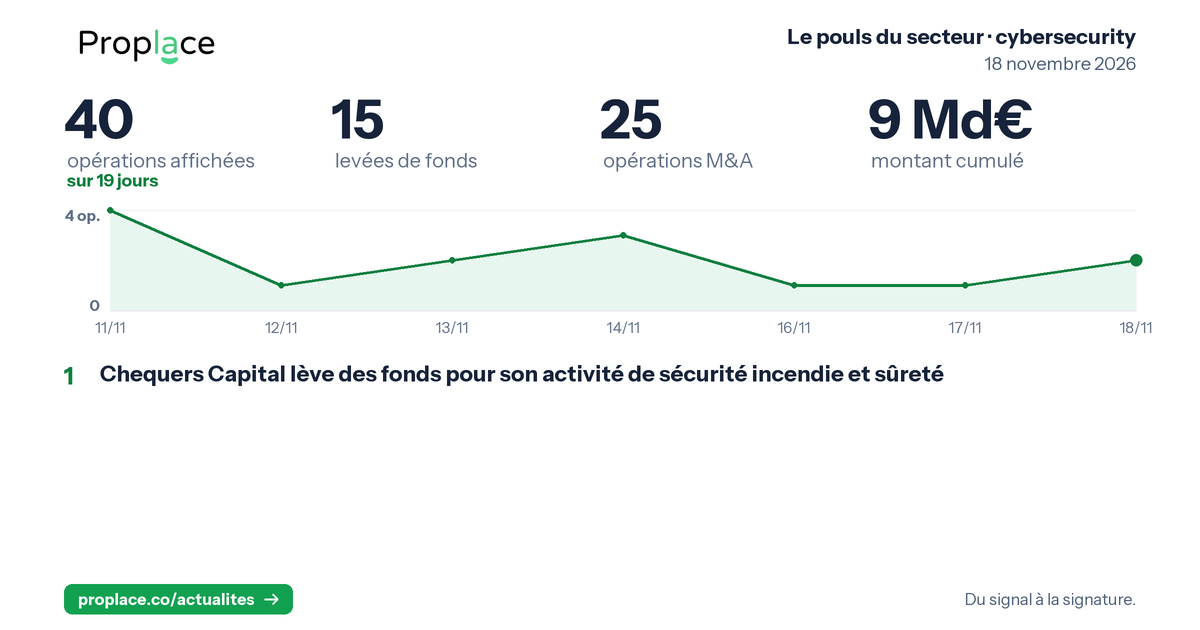 Proplace
Le pouls du secteur · cybersecurity
18 novembre 2026
40
opérations affichées
sur 19 jours
15
levées de fonds
25
opérations M&A
9 Md€
montant cumulé
4 op.
0
11/11
12/11
13/11
14/11
16/11
17/11
18/11
1 Chequers Capital lève des fonds pour son activité de sécurité incendie et sûreté
proplace.co/actualites →
Du signal à la signature.